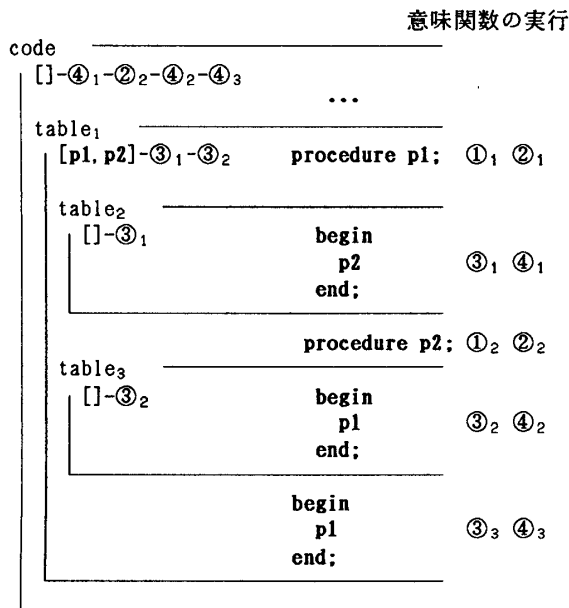 意味関数の実行
code
[]-④₁-②₂-④₂-④₃
...
table₁
[p1, p2]-③₁-③₂ procedure p1; ①₁ ②₁
table₂
[]-③₁ begin
p2 ③₁ ④₁
end;
procedure p2; ①₂ ②₂
table₃
[]-③₂ begin
p1 ③₂ ④₂
end;
begin
p1 ③₃ ④₃
end;